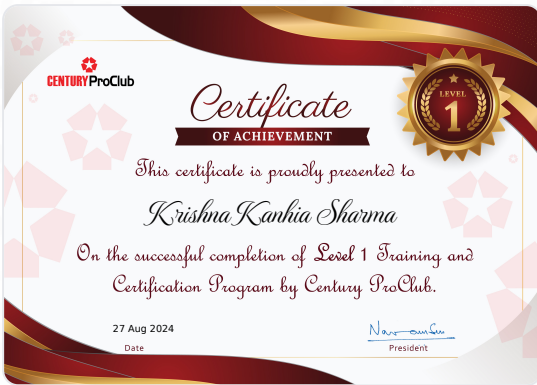 CENTURY ProClub
Certificate
OF ACHIEVEMENT
LEVEL
1
This certificate is proudly presented to
Krishna Kanhia Sharma
On the successful completion of Level 1 Training and
Certification Program by Century ProClub.
27 Aug 2024
Date
President